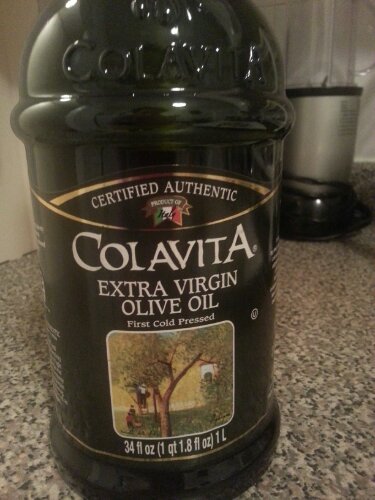 COLAVITA
CERTIFIED AUTHENTIC
PRODUCT OF
COLAVITA®
EXTRA VIRGIN
OLIVE OIL
First Cold Pressed
34 fl oz (1 qt 1.8 fl oz) 1 L